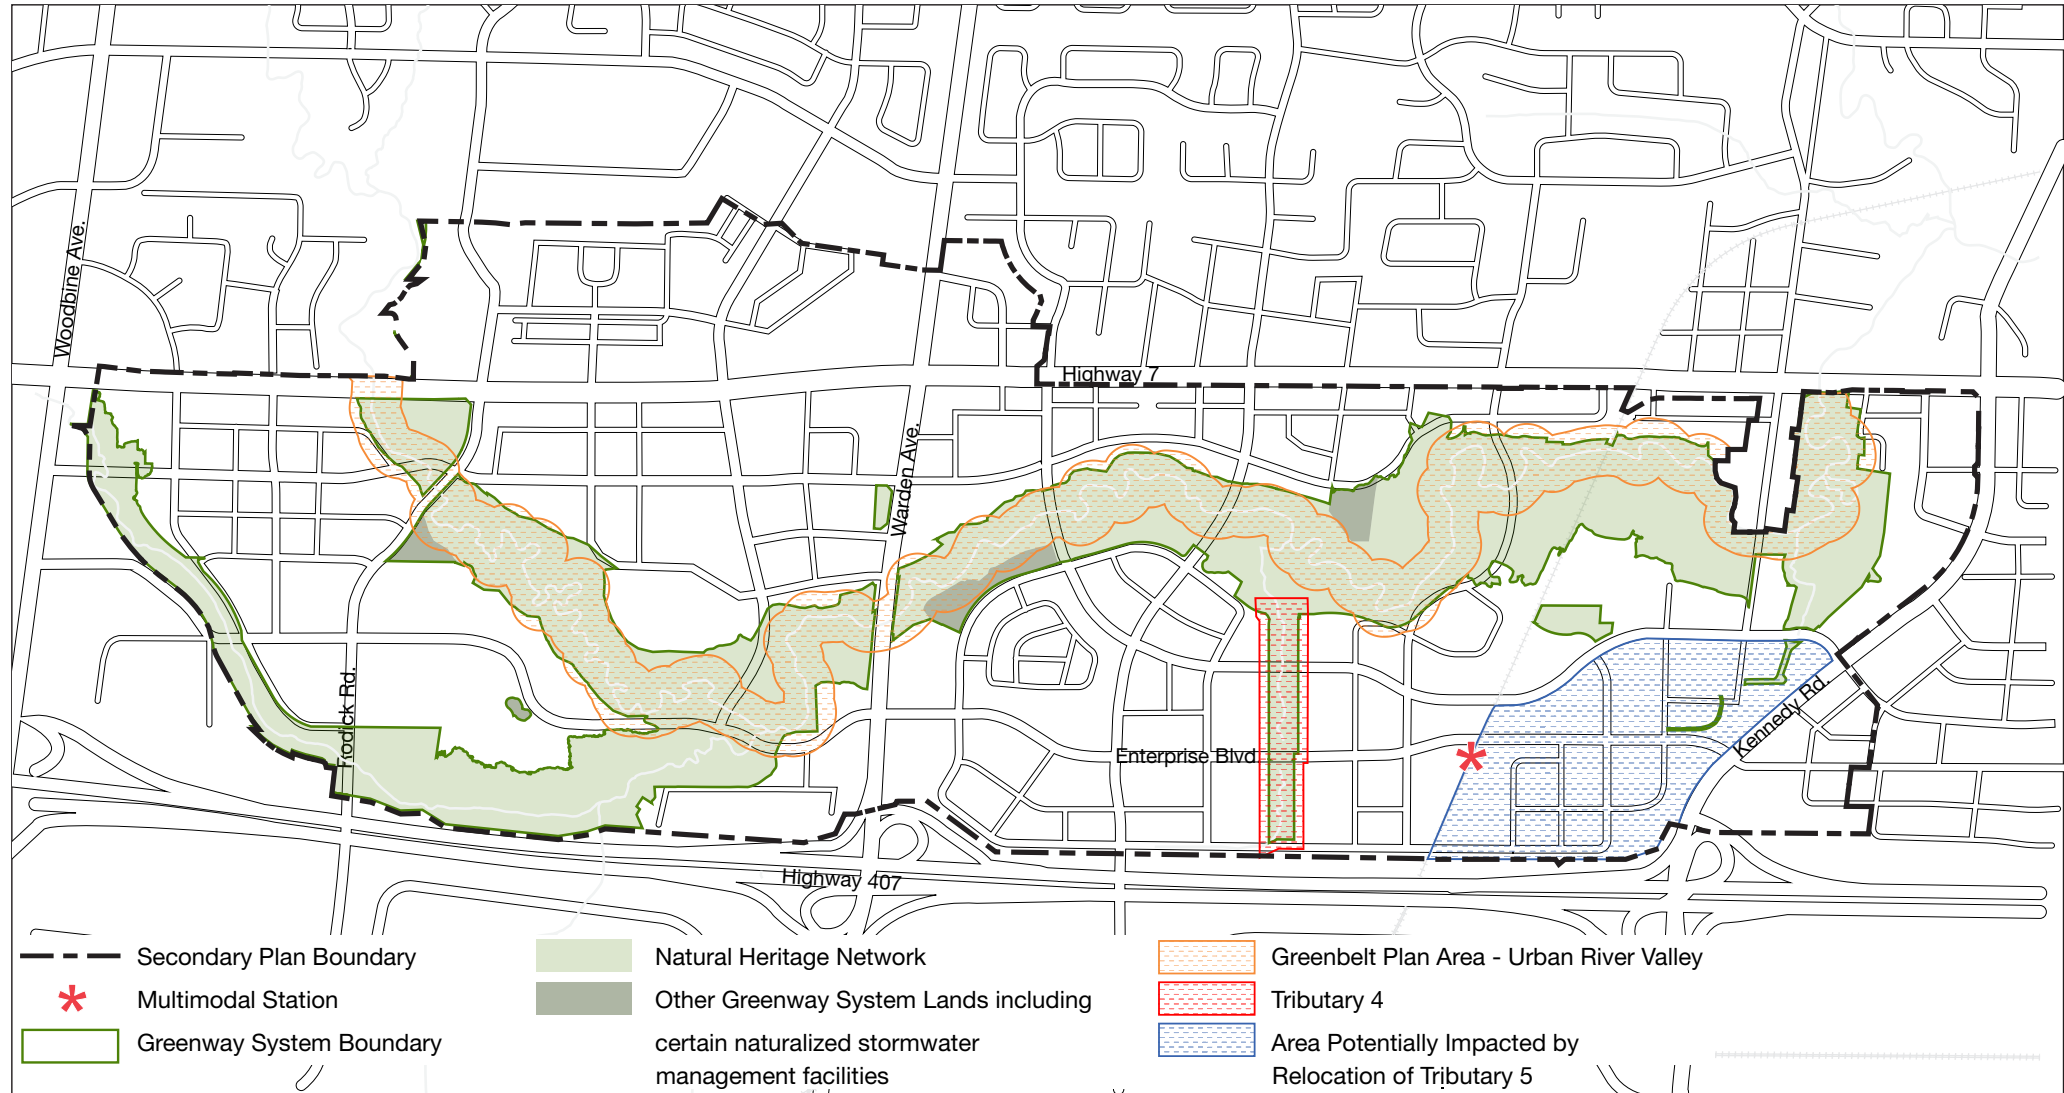 Woodbine Ave.
Highway 7
Warden Ave.
Rodick Rd.
Kennedy Rd.
Enterprise Blvd
Highway 407
Secondary Plan Boundary
Multimodal Station
Greenway System Boundary
Natural Heritage Network
Other Greenway System Lands including
certain naturalized stormwater
management facilities
Greenbelt Plan Area - Urban River Valley
Tributary 4
Area Potentially Impacted by
Relocation of Tributary 5